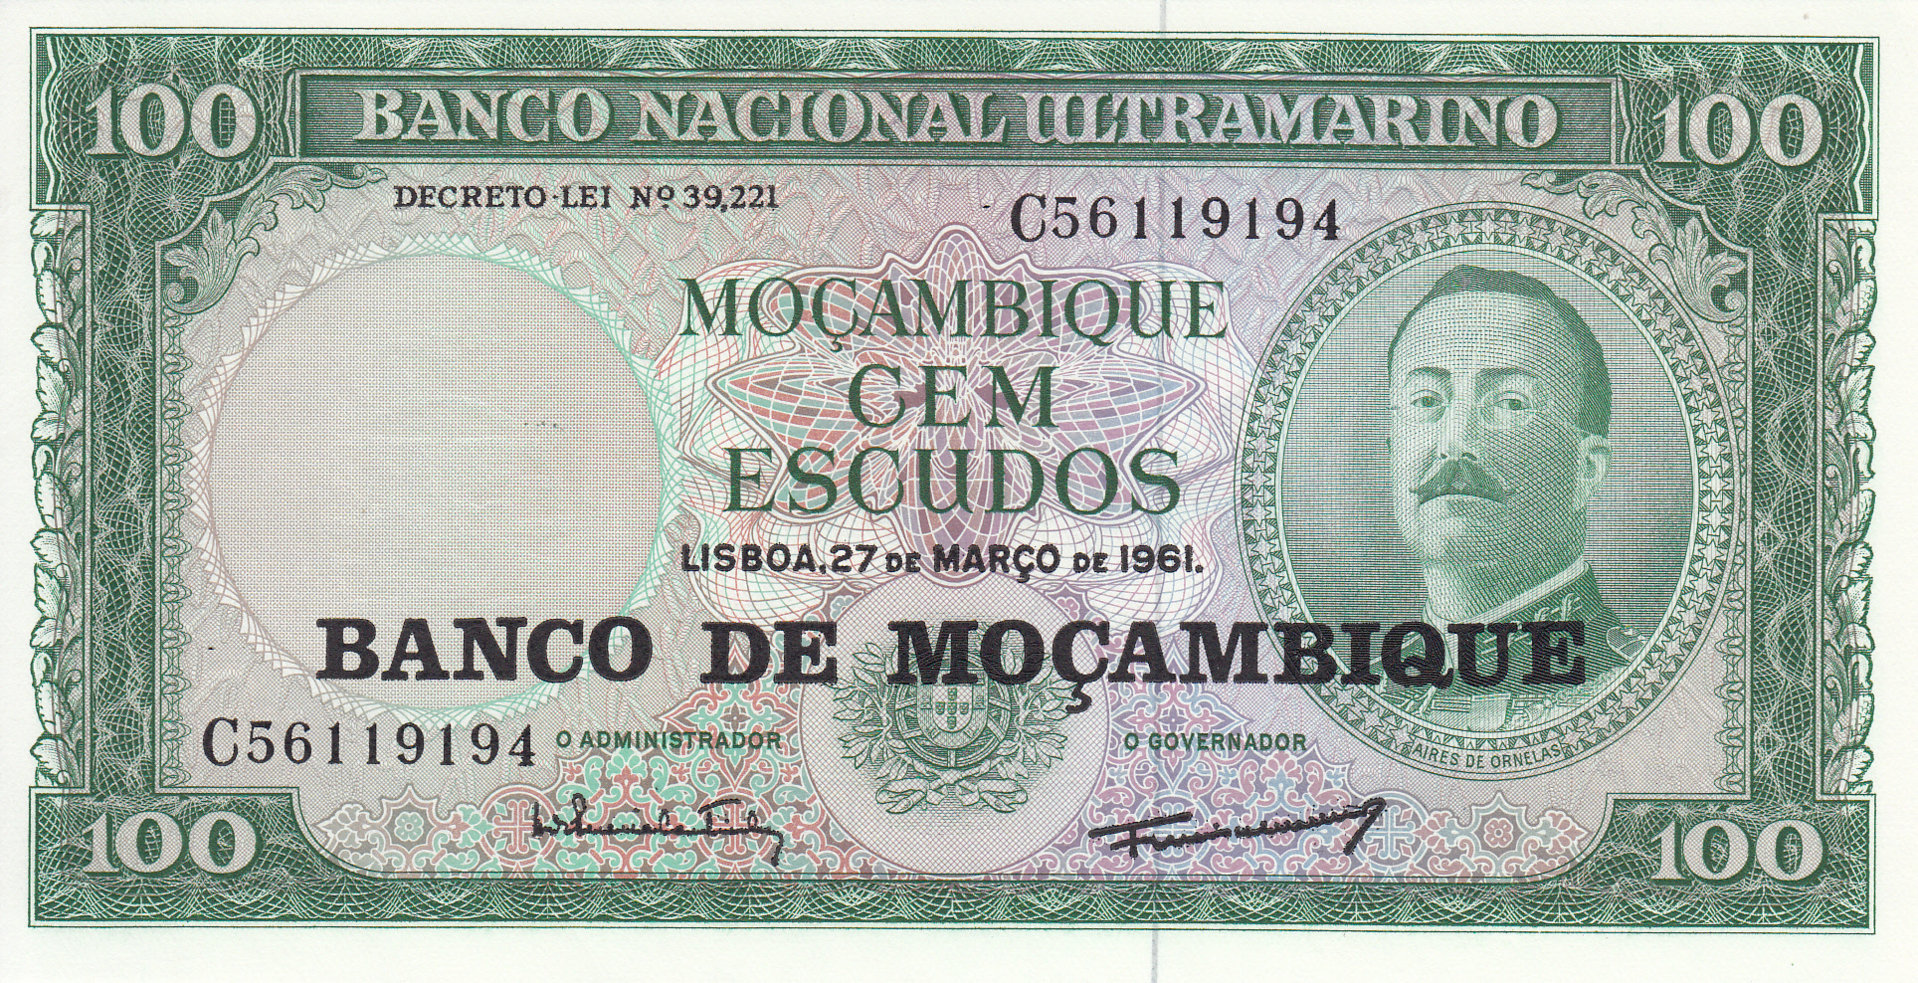 100 BANCO NACIONAL ULTRAMARINO 100
DECRETO-LEI Nº 39,221
C56119194
MOÇAMBIQUE
CEM
ESCUDOS
LISBOA, 27 DE MARÇO DE 1961.
BANCO DE MOÇAMBIQUE
C56119194
O ADMINISTRADOR
O GOVERNADOR
AIRES DE ORNELAS
100
100